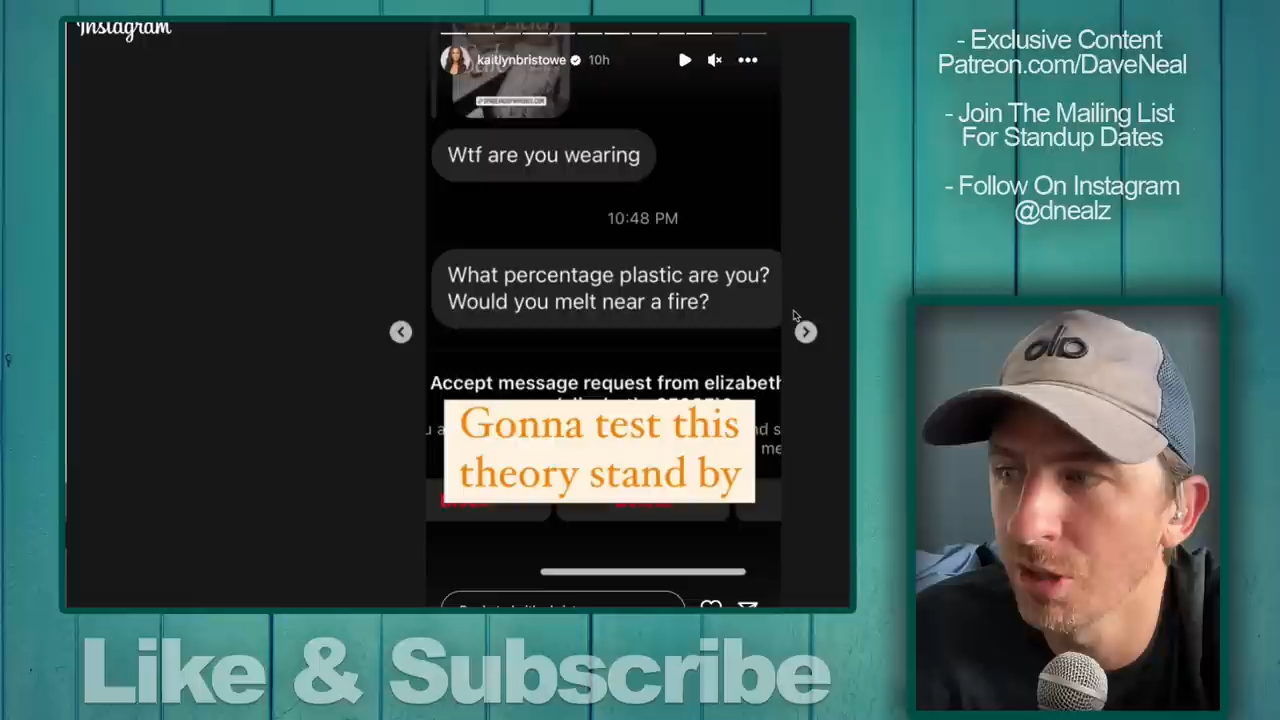 Instagram
kaitlynbristowe 10h
Wtf are you wearing
10:48 PM
What percentage plastic are you?
Would you melt near a fire?
Accept message request from elizabeth
Gonna test this
theory stand by
- Exclusive Content
Patreon.com/DaveNeal
- Join The Mailing List
For Standup Dates
- Follow On Instagram
@dnealz
olo
Like & Subscribe